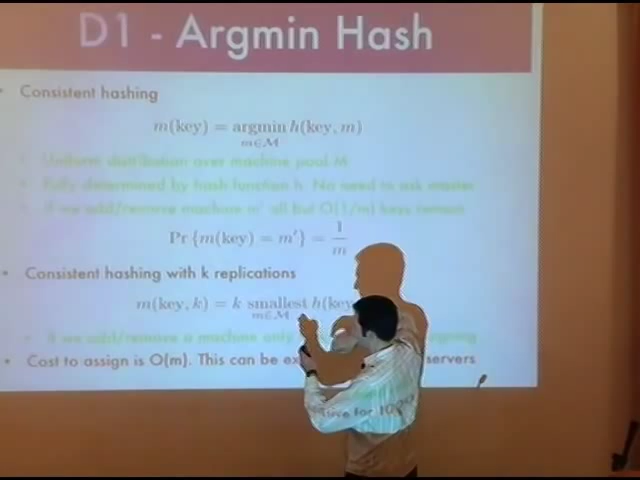 D1 - Argmin Hash
• Consistent hashing
m(key) = argmin h(key, m)
m∈M
• Uniform distribution over machine pool M
• Fully determined by hash function h. No need to ask master
• If we add/remove machine m' all but O(1/m) keys remain
Pr {m(key) = m'} = 1/m
• Consistent hashing with k replications
m(key, k) = k smallest h(key
m∈M
• If we add/remove a machine only
• Cost to assign is O(m). This can be servers
for 1000